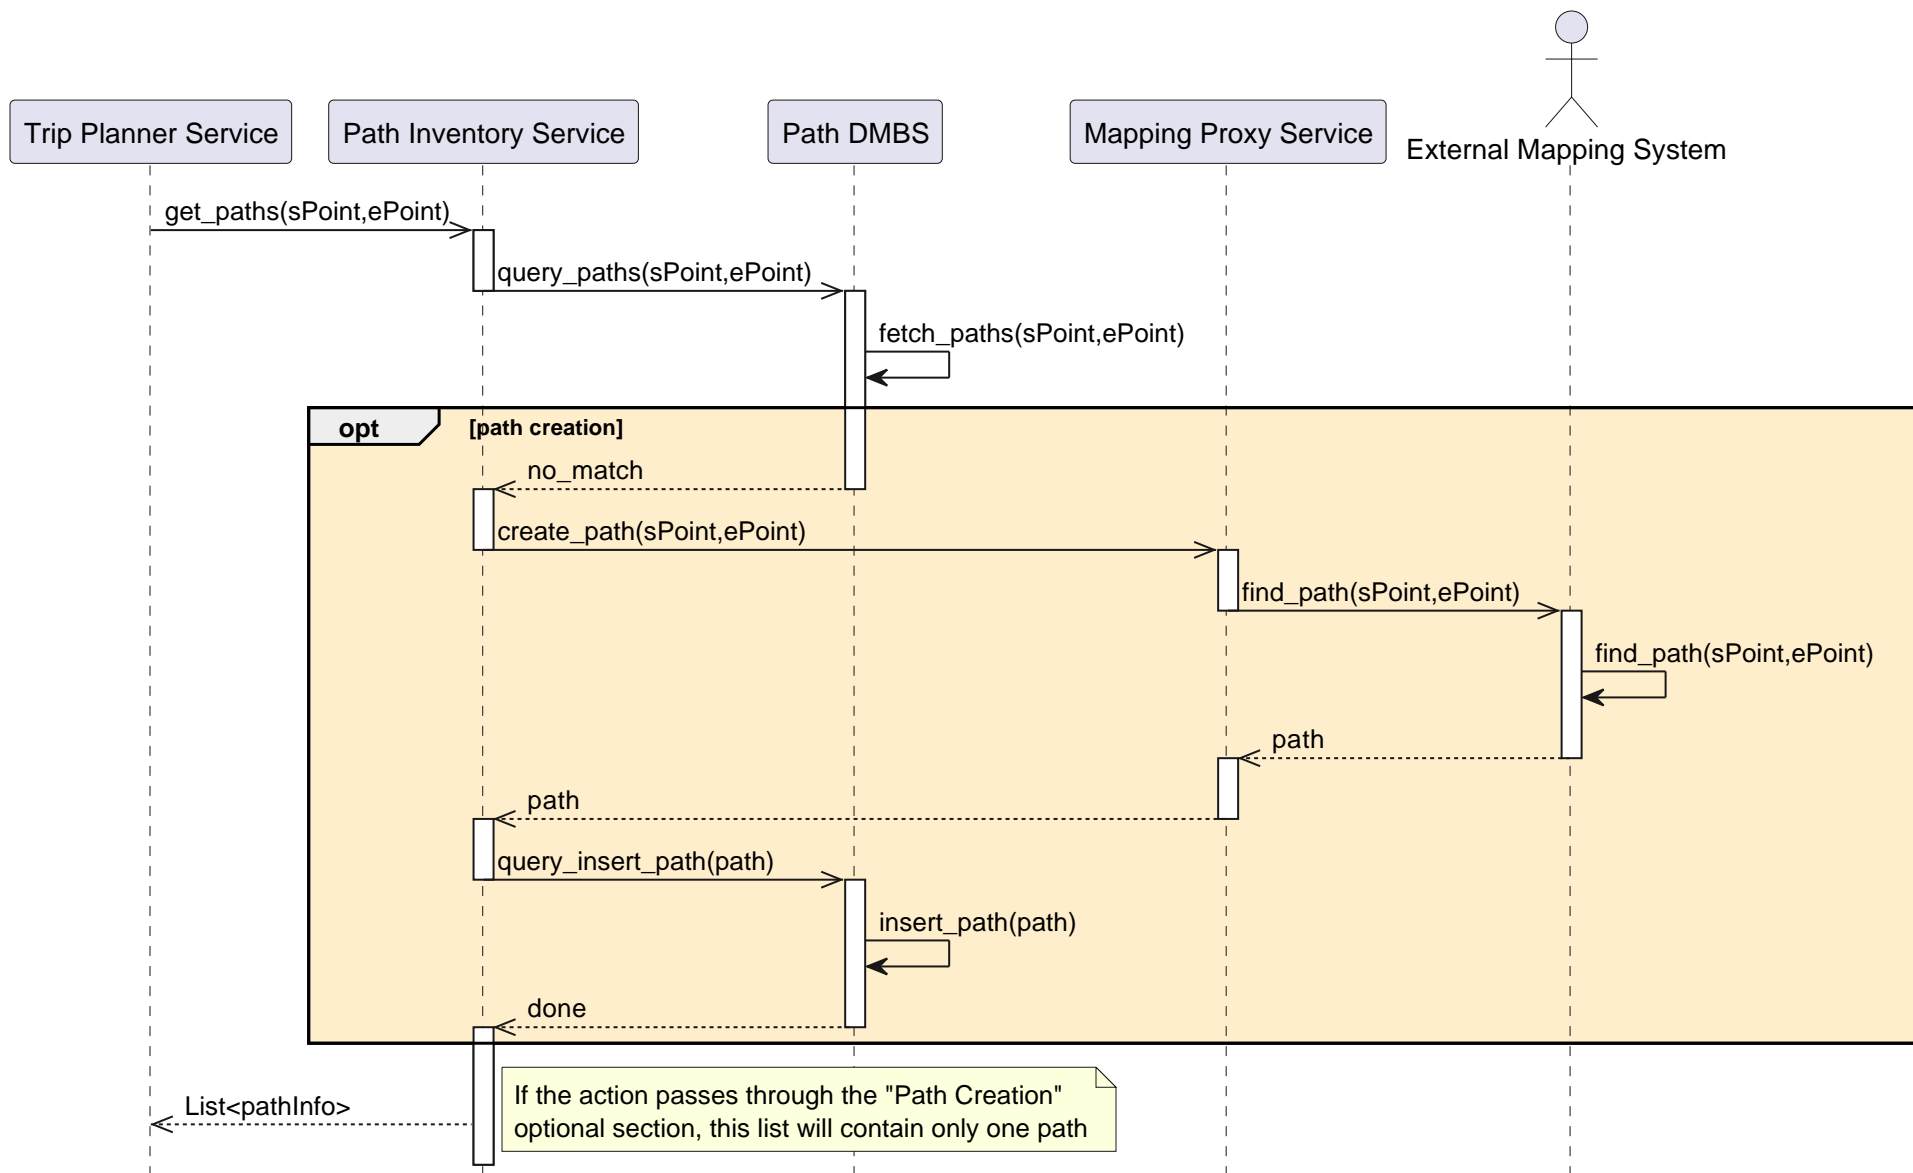 Trip Planner Service
Path Inventory Service
Path DMBS
Mapping Proxy Service
External Mapping System
get_paths(sPoint,ePoint)
query_paths(sPoint,ePoint)
fetch_paths(sPoint,ePoint)
opt
[path creation]
no_match
create_path(sPoint,ePoint)
find_path(sPoint,ePoint)
find_path(sPoint,ePoint)
path
path
query_insert_path(path)
insert_path(path)
done
List<pathInfo>
If the action passes through the "Path Creation"
optional section, this list will contain only one path